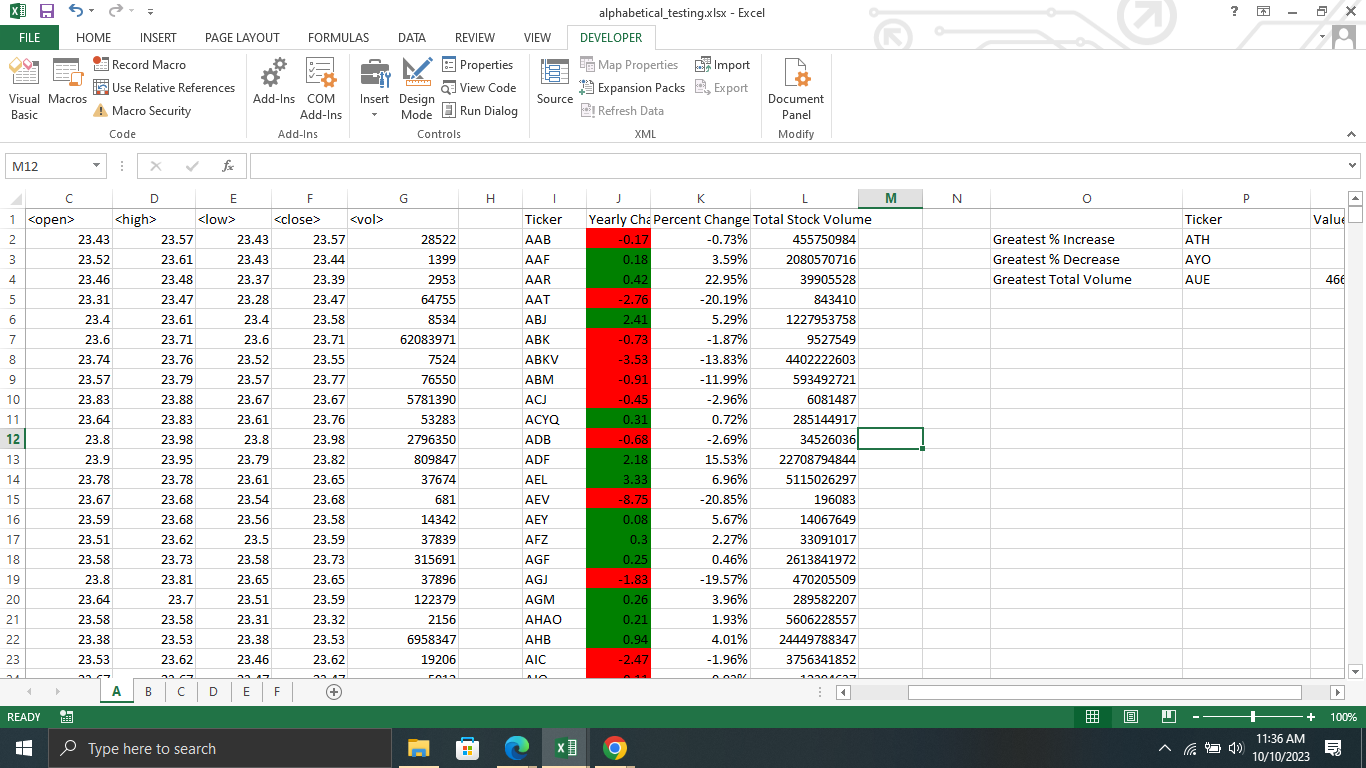 alphabetical_testing.xlsx - Excel
?
FILE HOME INSERT PAGE LAYOUT FORMULAS DATA REVIEW VIEW DEVELOPER
Visual Basic
Macros
Record Macro
Use Relative References
Macro Security
Code
Add-Ins
COM Add-Ins
Add-Ins
Insert
Design Mode
Properties
View Code
Run Dialog
Controls
Source
Map Properties
Expansion Packs
Refresh Data
Import
Export
XML
Document Panel
Modify
M12 fx
C D E F G H I J K L M N O P
1 <open> <high> <low> <close> <vol> Ticker Yearly Cha Percent Change Total Stock Volume Ticker Value
2 23.43 23.57 23.43 23.57 28522 AAB -0.17 -0.73% 455750984 Greatest % Increase ATH
3 23.52 23.61 23.43 23.44 1399 AAF 0.18 3.59% 2080570716 Greatest % Decrease AYO
4 23.46 23.48 23.37 23.39 2953 AAR 0.42 22.95% 39905528 Greatest Total Volume AUE 466
5 23.31 23.47 23.28 23.47 64755 AAT -2.76 -20.19% 843410
6 23.4 23.61 23.4 23.58 8534 ABJ 2.41 5.29% 1227953758
7 23.6 23.71 23.6 23.71 62083971 ABK -0.73 -1.87% 9527549
8 23.74 23.76 23.52 23.55 7524 ABKV -3.53 -13.83% 4402222603
9 23.57 23.79 23.57 23.77 76550 ABM -0.91 -11.99% 593492721
10 23.83 23.88 23.67 23.67 5781390 ACJ -0.45 -2.96% 6081487
11 23.64 23.83 23.61 23.76 53283 ACYQ 0.31 0.72% 285144917
12 23.8 23.98 23.8 23.98 2796350 ADB -0.68 -2.69% 34526036
13 23.9 23.95 23.79 23.82 809847 ADF 2.18 15.53% 22708794844
14 23.78 23.78 23.61 23.65 37674 AEL 3.33 6.96% 5115026297
15 23.67 23.68 23.54 23.68 681 AEV -8.75 -20.85% 196083
16 23.59 23.68 23.56 23.58 14342 AEY 0.08 5.67% 14067649
17 23.51 23.62 23.5 23.59 37839 AFZ 0.3 2.27% 33091017
18 23.58 23.73 23.58 23.73 315691 AGF 0.25 0.46% 2613841972
19 23.8 23.81 23.65 23.65 37896 AGJ -1.83 -19.57% 470205509
20 23.64 23.7 23.51 23.59 122379 AGM 0.26 3.96% 289582207
21 23.58 23.58 23.31 23.32 2156 AHAO 0.21 1.93% 5606228557
22 23.38 23.53 23.38 23.53 6958347 AHB 0.94 4.01% 24449788347
23 23.53 23.62 23.46 23.62 19206 AIC -2.47 -1.96% 3756341852
A B C D E F
READY 100%
Type here to search
11:36 AM
10/10/2023